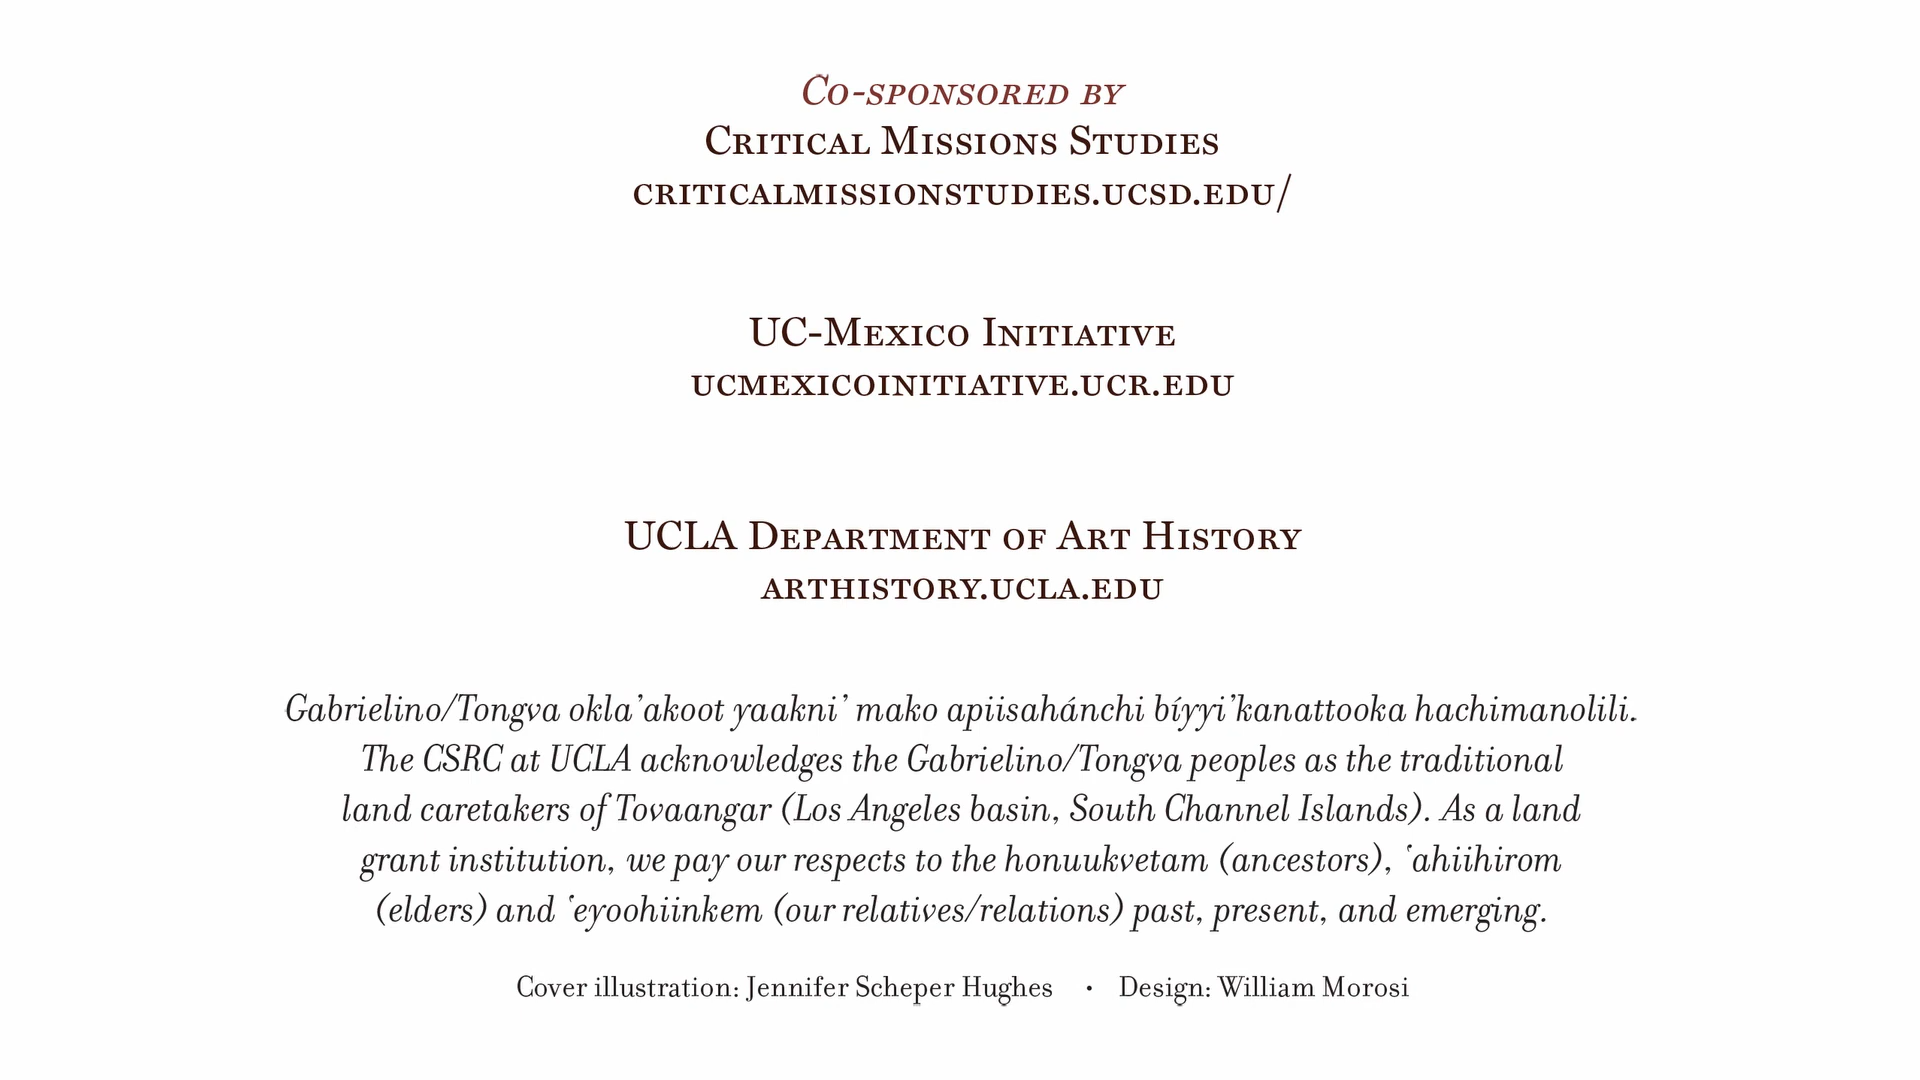 Co-sponsored by
Critical Missions Studies
criticalmissionstudies.ucsd.edu/
UC-Mexico Initiative
ucmexicoinitiative.ucr.edu
UCLA Department of Art History
arthistory.ucla.edu
Gabrielino/Tongva okla’akoot yaakni’ mako apiisahánchi bíyyi’kanattooka hachimanolili.
The CSRC at UCLA acknowledges the Gabrielino/Tongva peoples as the traditional
land caretakers of Tovaangar (Los Angeles basin, South Channel Islands). As a land
grant institution, we pay our respects to the honuukvetam (ancestors), ‛ahiihirom
(elders) and ‛eyoohiinkem (our relatives/relations) past, present, and emerging.
Cover illustration: Jennifer Scheper Hughes • Design: William Morosi